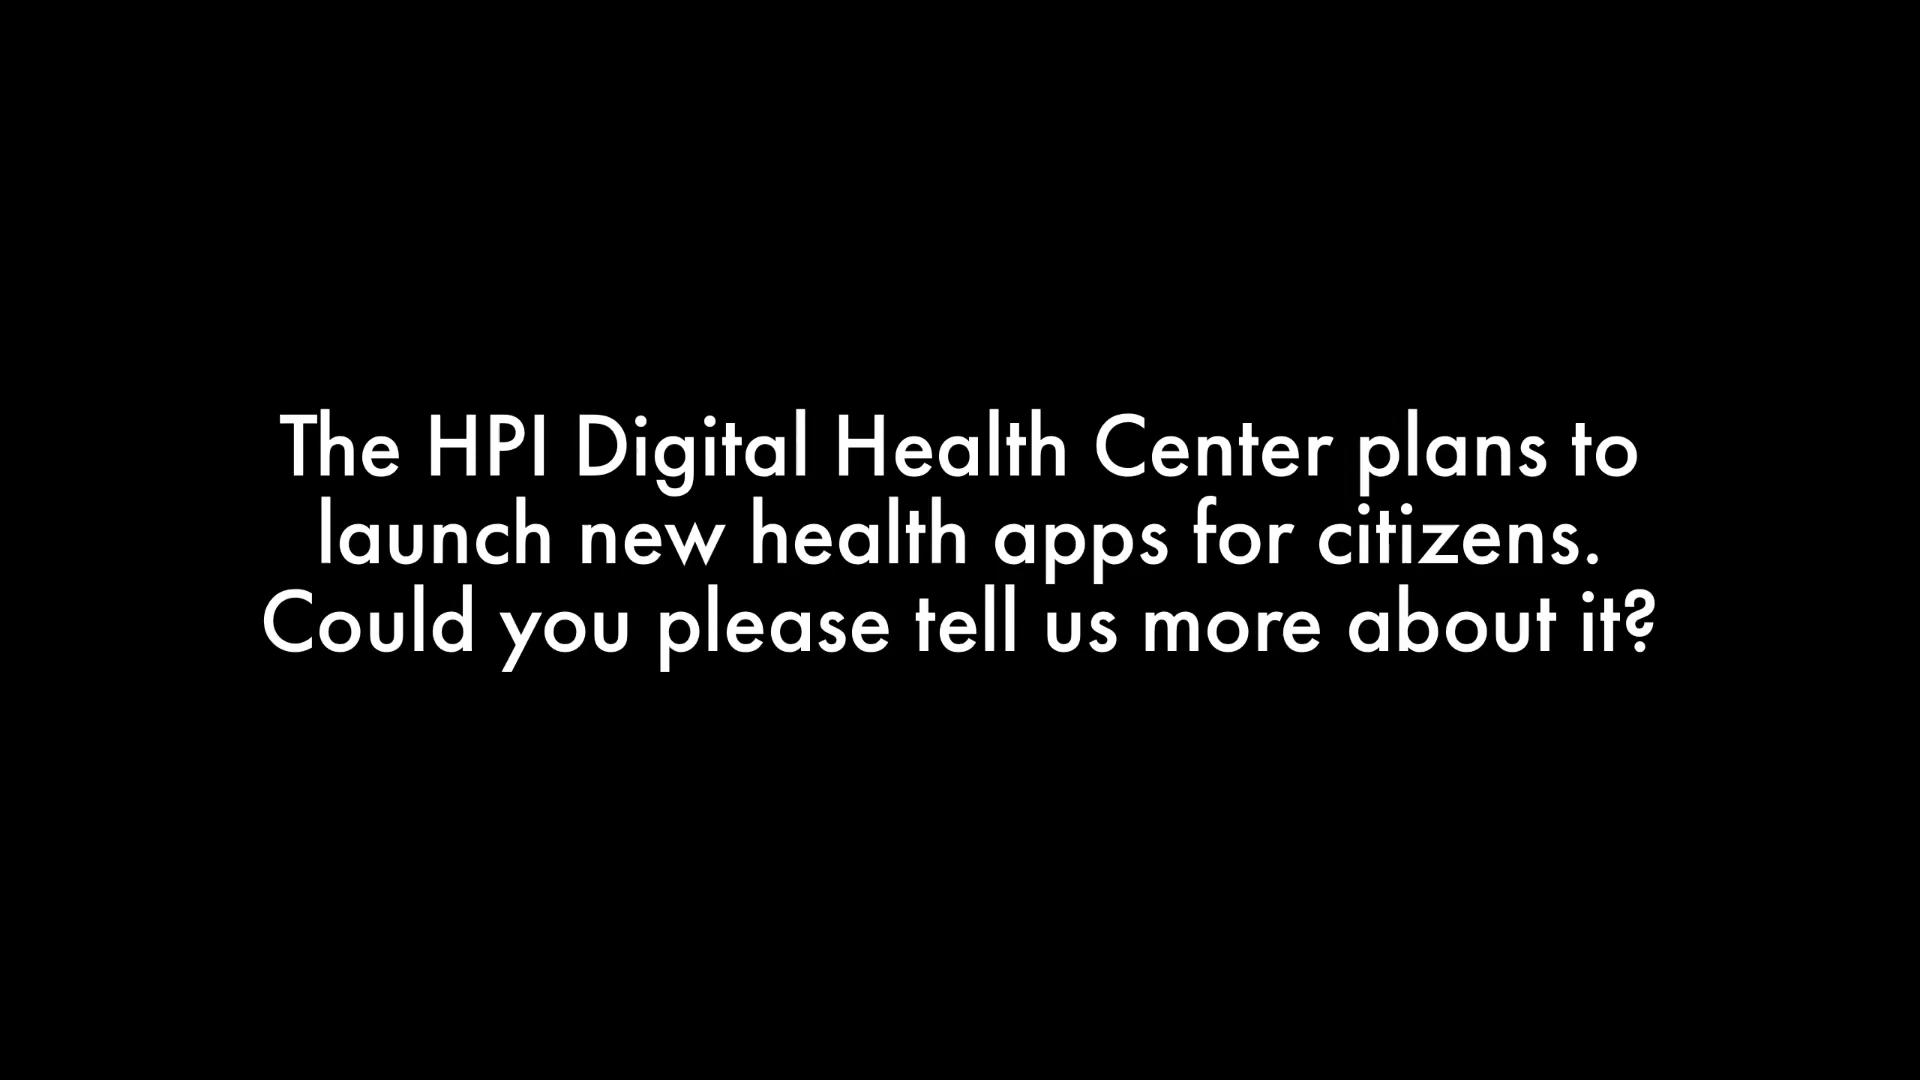 The HPI Digital Health Center plans to
launch new health apps for citizens.
Could you please tell us more about it?